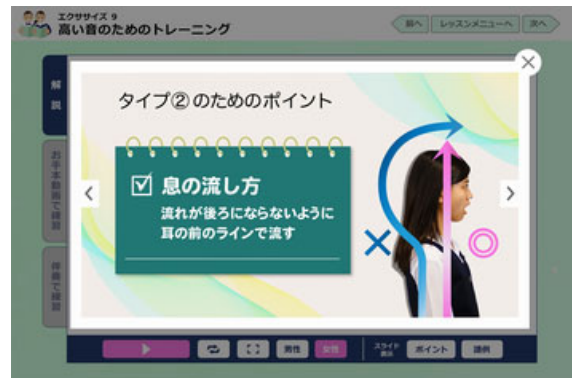 エクササイズ 9
高い音のためのトレーニング
前へ
レッスンメニューへ
次へ
解説
お手本動画で練習
伴奏で練習
タイプ②のためのポイント
息の流し方
流れが後ろにならないように
耳の前のラインで流す
男性
女性
スライド
表示
ポイント
譜例